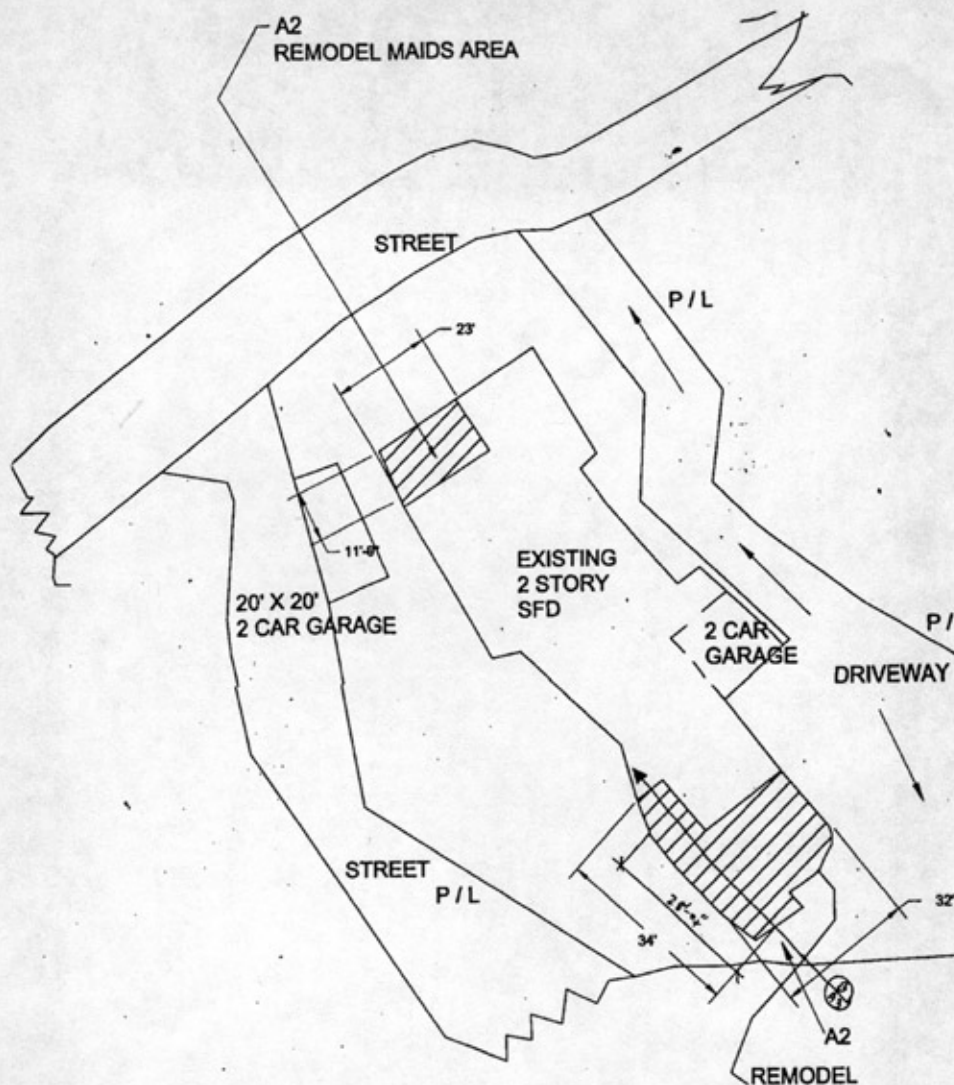 A2
REMODEL MAIDS AREA
STREET
P / L
23'
11'-6"
EXISTING
2 STORY
SFD
20' X 20'
2 CAR GARAGE
2 CAR
GARAGE
P /
DRIVEWAY
STREET
P / L
32'
34'
A2
REMODEL